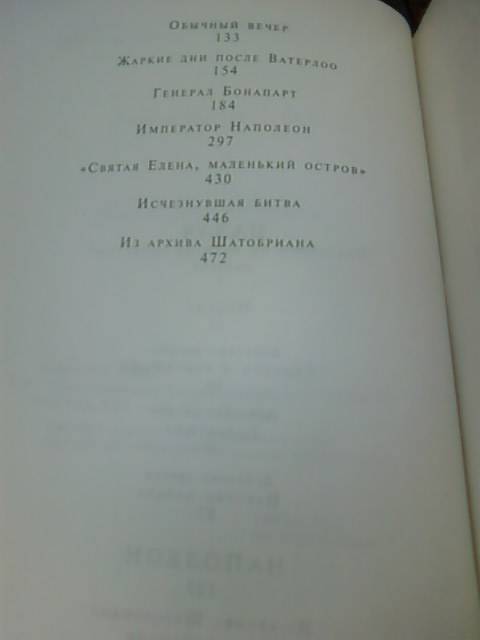 Обычный вечер
133
Жаркие дни после Ватерлоо
154
Генерал Бонапарт
184
Император Наполеон
297
«Святая Елена, маленький остров»
430
Исчезнувшая битва
446
Из архива Шатобриана
472